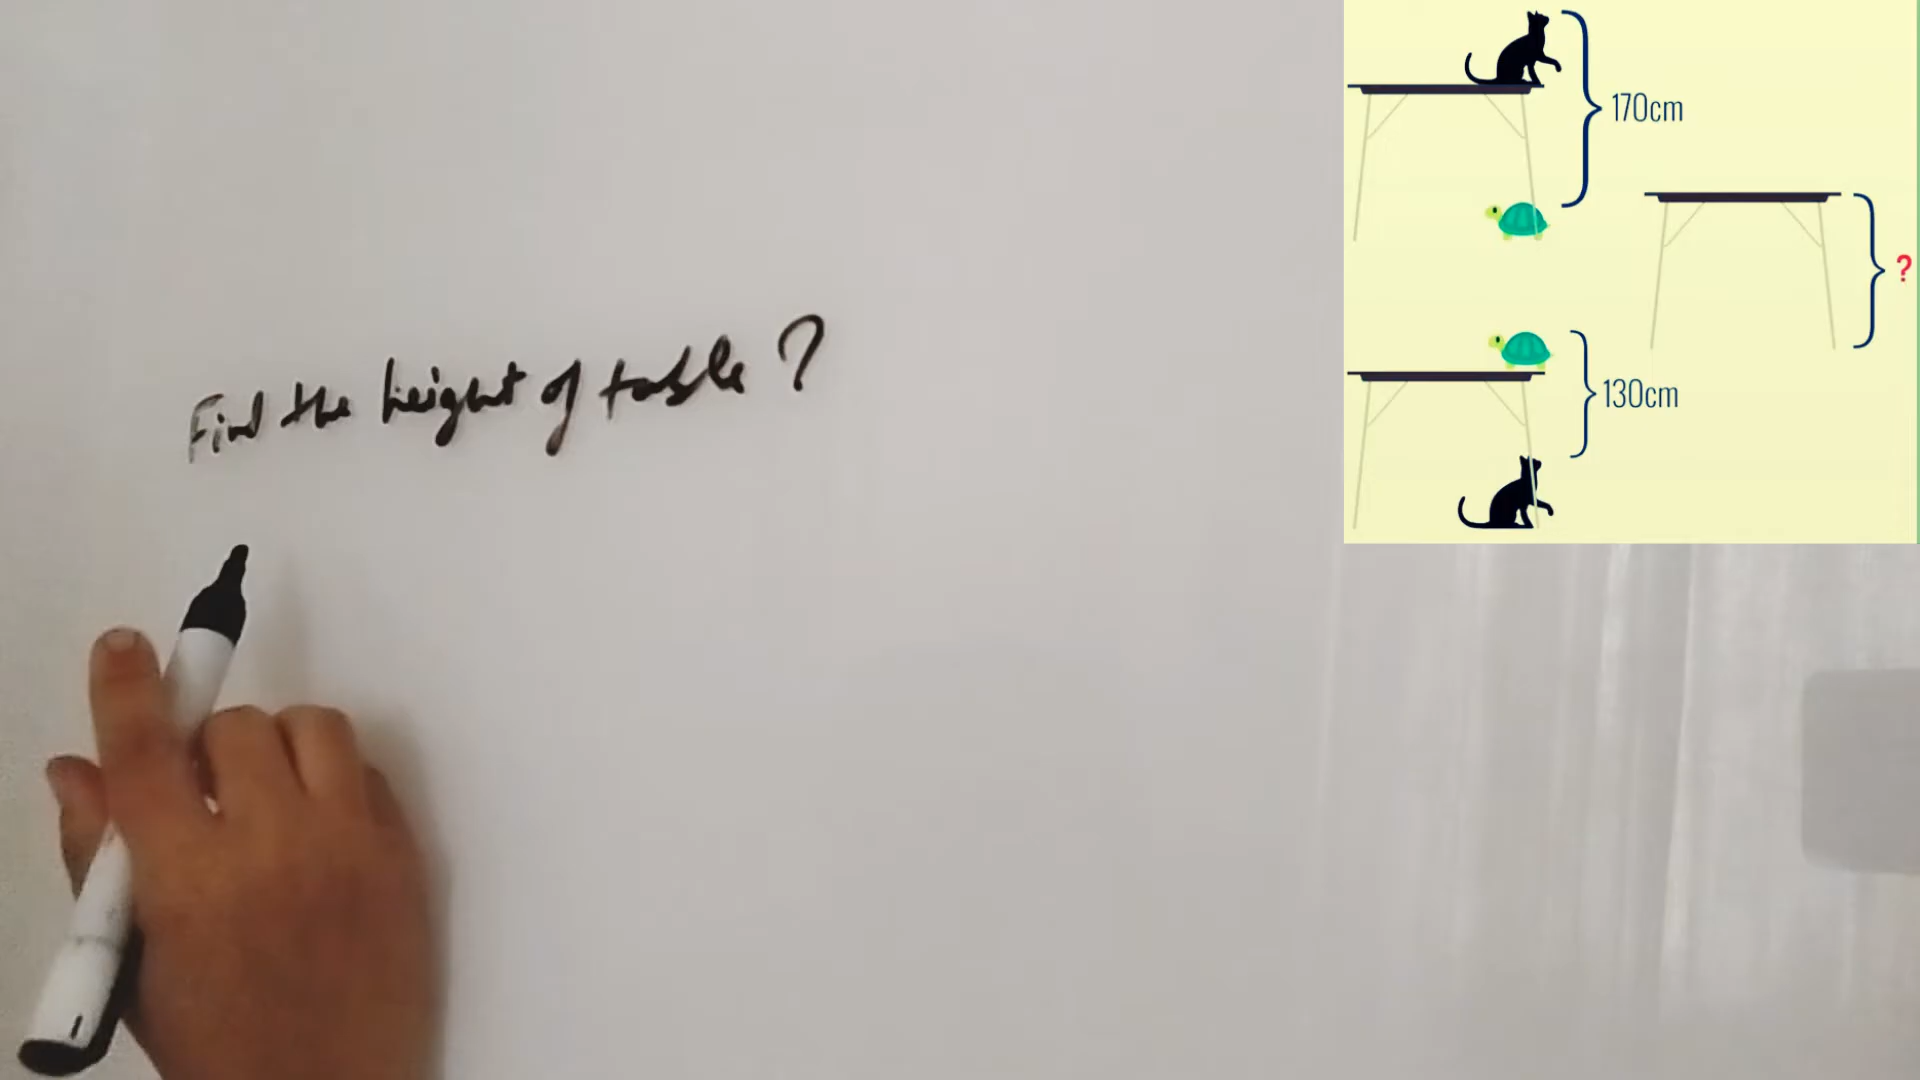 Find the height of table ?
170cm
?
130cm